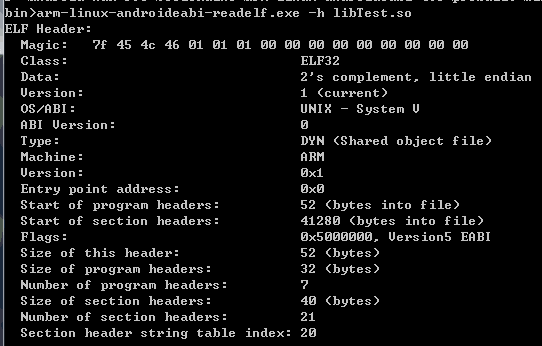 bin>arm-linux-androideabi-readelf.exe -h libTest.so
ELF Header:
  Magic:   7f 45 4c 46 01 01 01 00 00 00 00 00 00 00 00 00
  Class:                             ELF32
  Data:                              2's complement, little endian
  Version:                           1 (current)
  OS/ABI:                            UNIX - System V
  ABI Version:                       0
  Type:                              DYN (Shared object file)
  Machine:                           ARM
  Version:                           0x1
  Entry point address:               0x0
  Start of program headers:          52 (bytes into file)
  Start of section headers:          41280 (bytes into file)
  Flags:                             0x5000000, Version5 EABI
  Size of this header:               52 (bytes)
  Size of program headers:           32 (bytes)
  Number of program headers:         7
  Size of section headers:           40 (bytes)
  Number of section headers:         21
  Section header string table index: 20